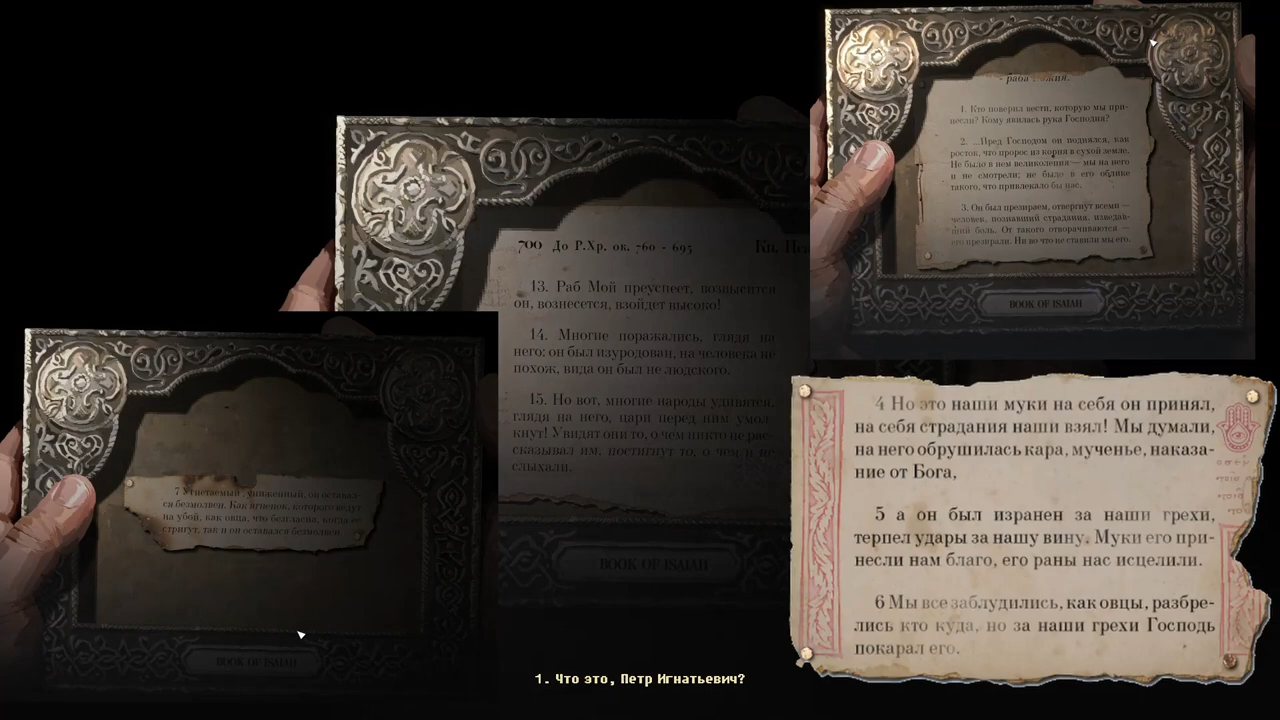 - раба Божия.
1. Кто поверил вести, которую мы при-
несли? Кому явилась рука Господна?
2. ...Пред Господом он поднялся, как
росток, что пророс из корня в сухой земле.
Не было в нем великолепия — мы на него
и не смотрели; не было в его облике
такого, что привлекало бы нас.
3. Он был презираем, отвергнут всеми —
человек, познавший страдания, изведав-
ший боль. От такого отворачиваются —
его презирали. Ни во что не ставили мы его.
BOOK OF ISAIAH
700 До Р.Хр. ок. 760 - 695 Кн.
13. Раб Мой преуспеет, возвысится
он, вознесется, взойдет высоко!
14. Многие поражались, глядя на
него: он был изуродован, на человека не
похож, вида он был не людского.
15. Но вот, многие народы удивятся,
глядя на него, цари перед ним умол-
кнут! Увидят они то, о чем никто не рас-
сказывал им, постигнут то, о чем и не
слыхали.
BOOK OF ISAIAH
4 Но это наши муки на себя он принял,
на себя страдания наши взял! Мы думали,
на него обрушилась кара, мученье, наказа-
ние от Бога,
5 а он был изранен за наши грехи,
терпел удары за нашу вину. Муки его при-
несли нам благо, его раны нас исцелили.
6 Мы все заблудились, как овцы, разбре-
лись кто куда, но за наши грехи Господь
покарал его.
7 Угнетаемый, униженный, он оставал-
ся безмолвен. Как ягненок, которого ведут
на убой, как овца, что безгласна, когда ее
стригут, так и он оставался безмолвен
BOOK OF ISAIAH
1. Что это, Петр Игнатьевич?